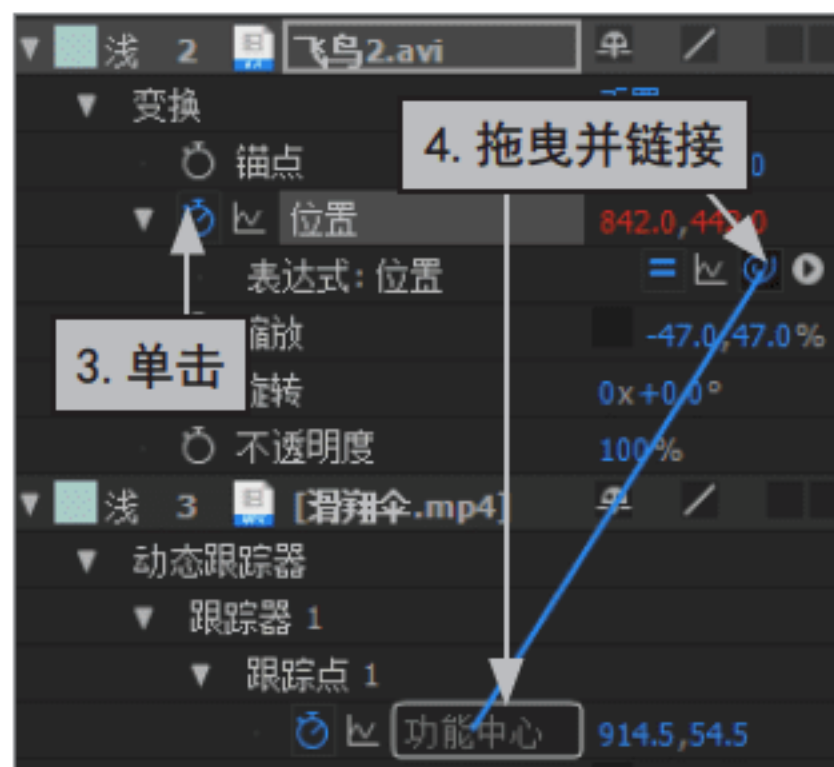 浅 2 飞鸟2.avi
变换
4. 拖曳并链接
锚点
位置 842.0,442.0
表达式:位置
3. 单击
缩放 -47.0,47.0%
旋转 0x+0.0°
不透明度 100%
浅 3 [滑翔伞.mp4]
动态跟踪器
跟踪器 1
跟踪点 1
功能中心 914.5,54.5